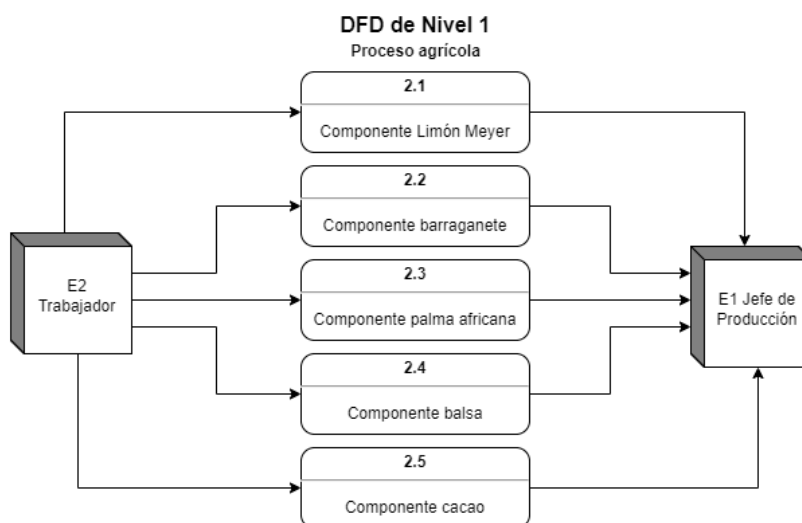 DFD de Nivel 1
Proceso agrícola
2.1
Componente Limón Meyer
2.2
Componente barraganete
E2
Trabajador
2.3
Componente palma africana
E1 Jefe de
Producción
2.4
Componente balsa
2.5
Componente cacao